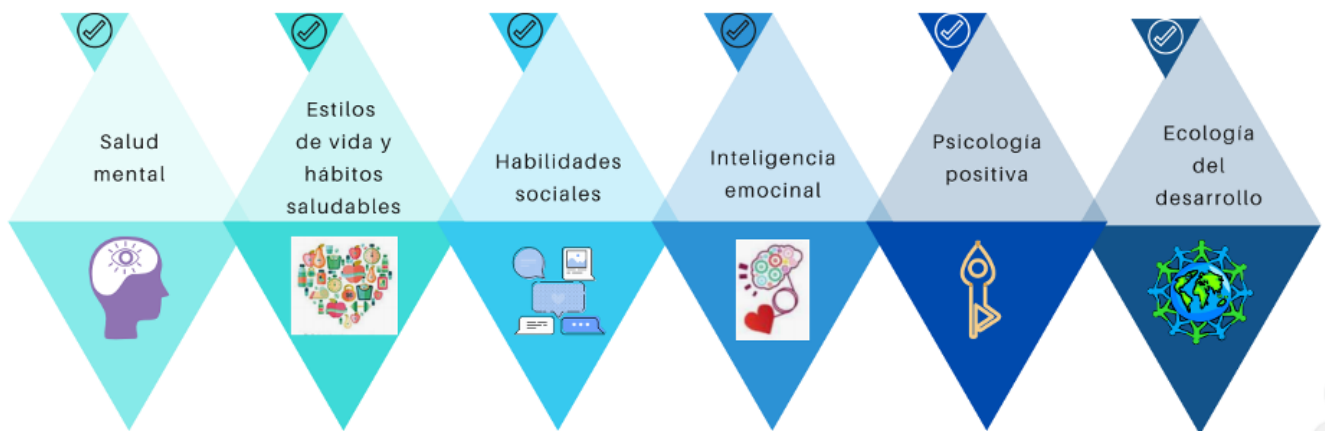 Salud
mental
Estilos
de vida y
hábitos
saludables
Habilidades
sociales
Inteligencia
emocinal
Psicología
positiva
Ecología
del
desarrollo